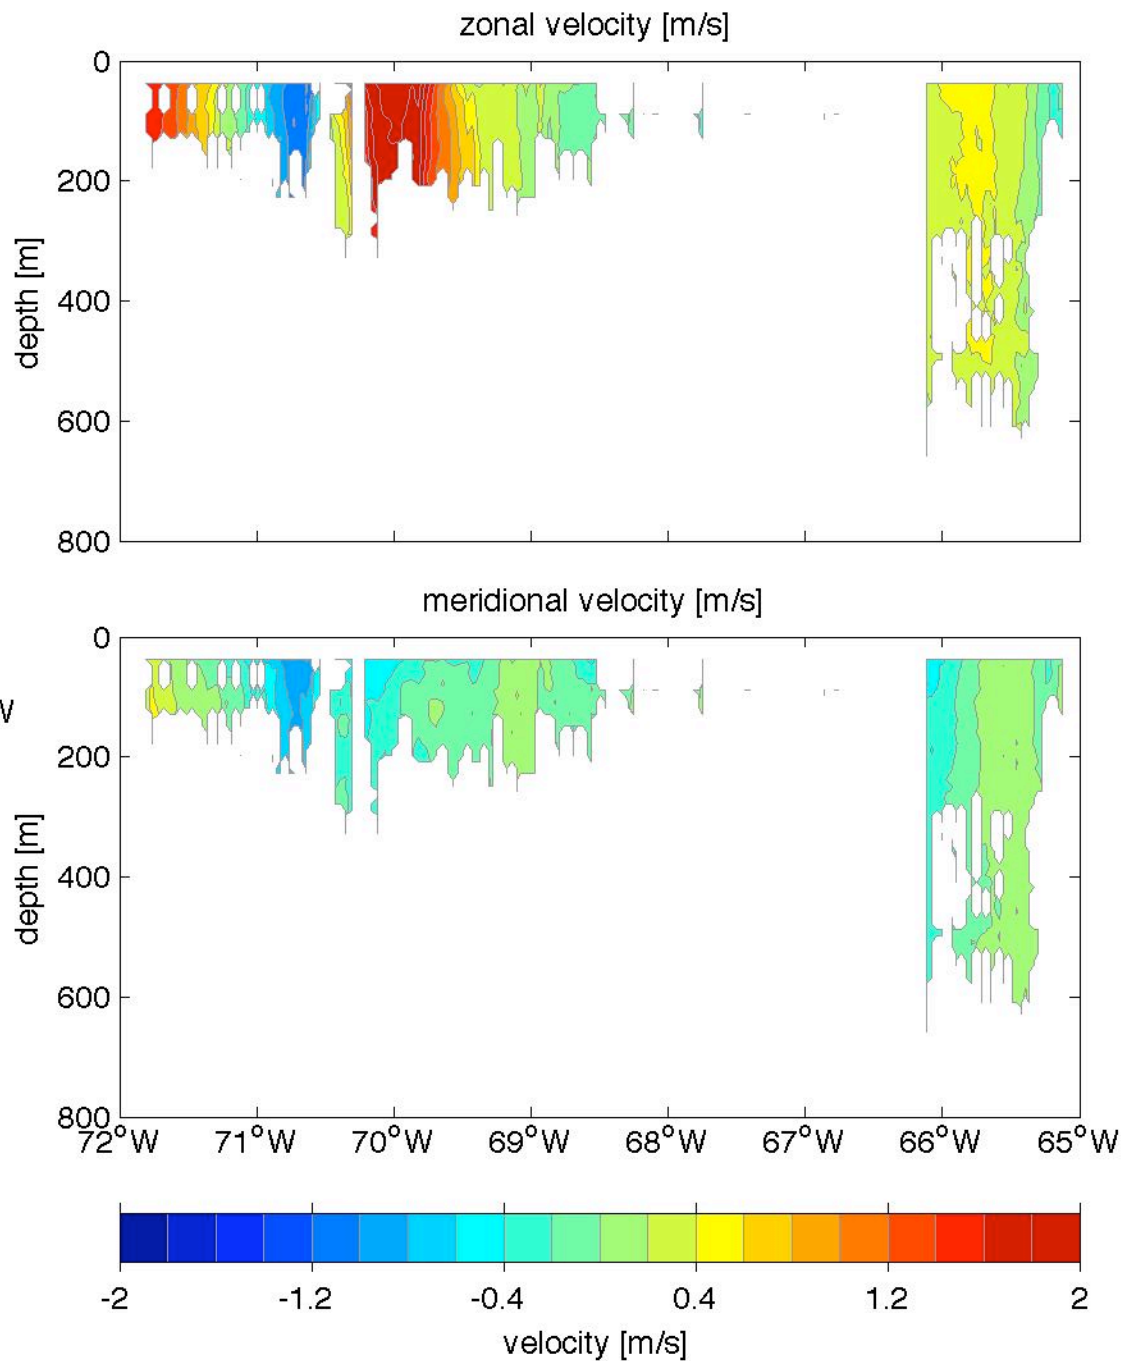 zonal velocity [m/s]
0
200
400
600
800
depth [m]
meridional velocity [m/s]
0
200
400
600
800
depth [m]
W
72°W 71°W 70°W 69°W 68°W 67°W 66°W 65°W
-2 -1.2 -0.4 0.4 1.2 2
velocity [m/s]